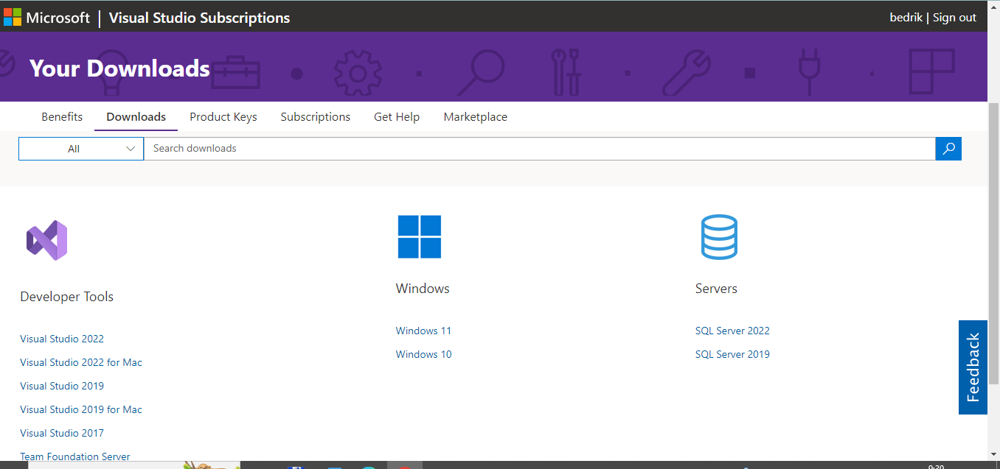 Microsoft | Visual Studio Subscriptions
bedrik | Sign out
Your Downloads
Benefits Downloads Product Keys Subscriptions Get Help Marketplace
All Search downloads
Developer Tools
Visual Studio 2022
Visual Studio 2022 for Mac
Visual Studio 2019
Visual Studio 2019 for Mac
Visual Studio 2017
Team Foundation Server
Windows
Windows 11
Windows 10
Servers
SQL Server 2022
SQL Server 2019
Feedback
9:20